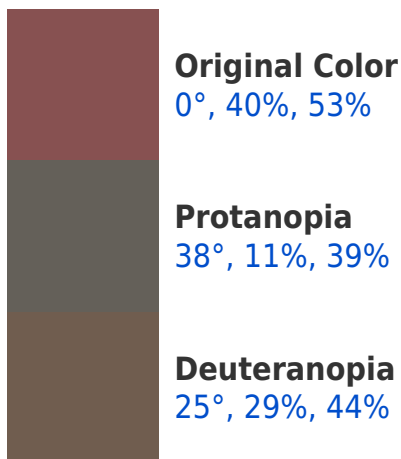 Original Color
0°, 40%, 53%
Protanopia
38°, 11%, 39%
Deuteranopia
25°, 29%, 44%